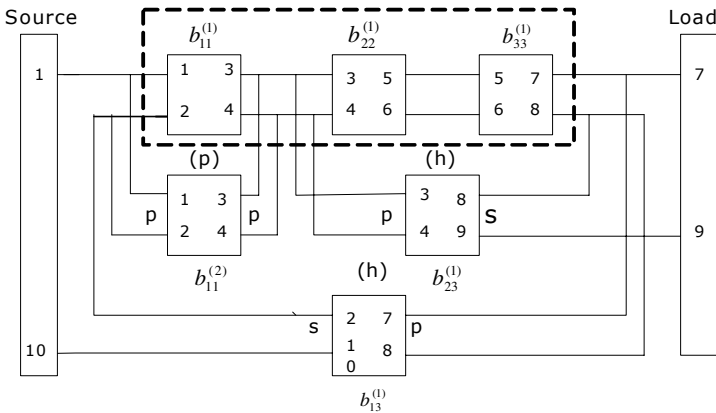 Source
Load
b_{11}^{(1)}
b_{22}^{(1)}
b_{33}^{(1)}
1
1 3
3 5
5 7
7
2 4
4 6
6 8
(p)
(h)
1 3
3 8
p
p
p
s
2 4
4 9
9
b_{11}^{(2)}
(h)
b_{23}^{(1)}
s
2 7
p
10
1 8
0
b_{13}^{(1)}